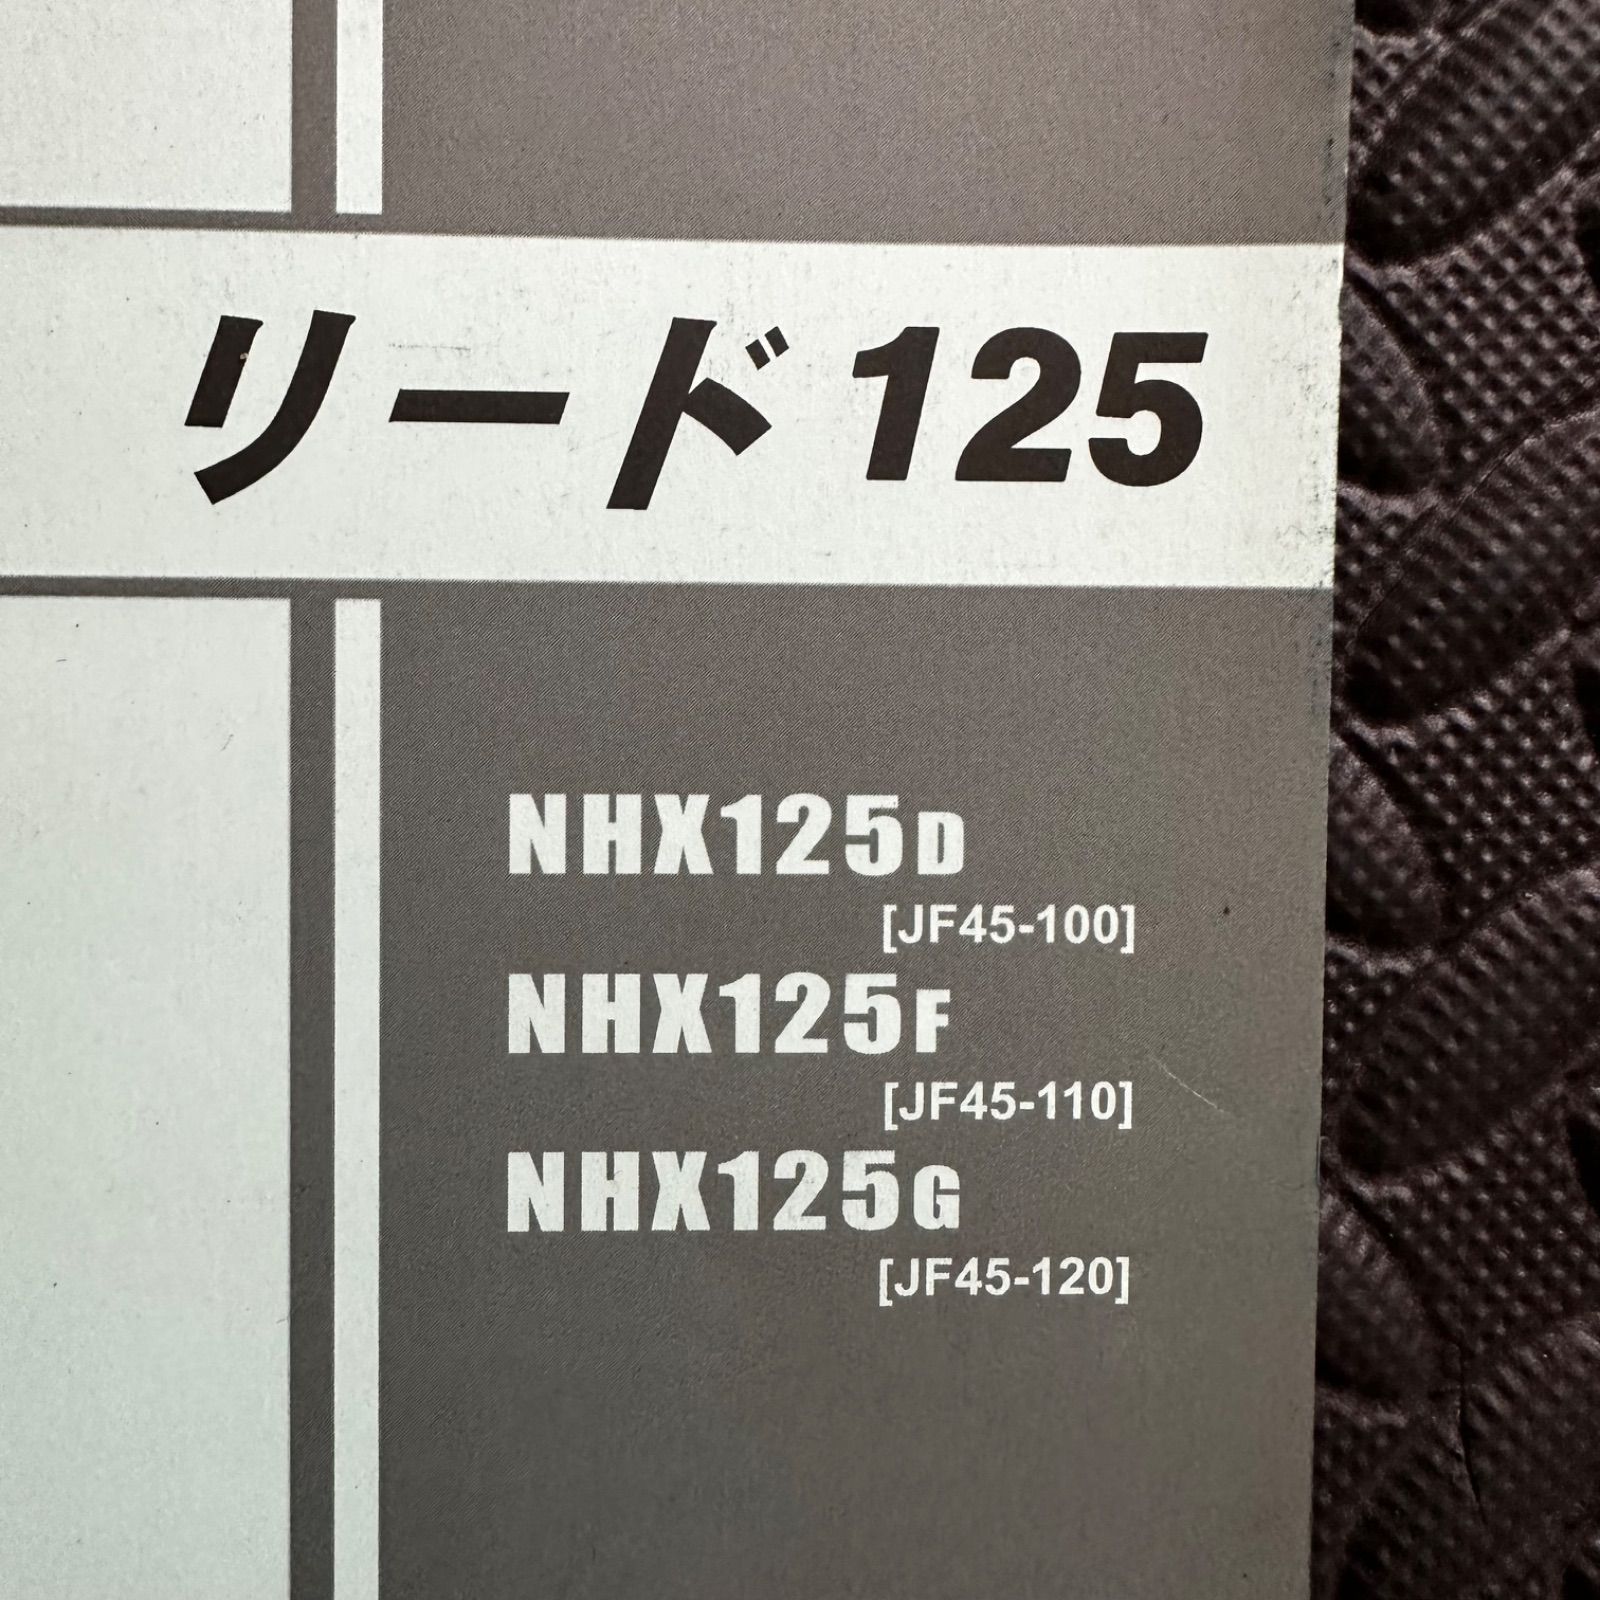 リード125
NHX125D
[JF45-100]
NHX125F
[JF45-110]
NHX125G
[JF45-120]